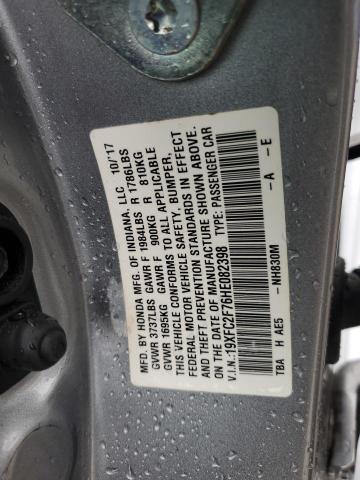 MFD. BY HONDA MFG. OF INDIANA, LLC 10/17
GVWR 3737LBS GAWR F 1984LBS R 1786LBS
GVWR 1695KG GAWR F 900KG R 810KG
THIS VEHICLE CONFORMS TO ALL APPLICABLE
FEDERAL MOTOR VEHICLE SAFETY, BUMPER,
AND THEFT PREVENTION STANDARDS IN EFFECT
ON THE DATE OF MANUFACTURE SHOWN ABOVE.
V.I.N.:19XFC2F76HE082398 TYPE: PASSENGER CAR
TBA H AE5 -NH830M -A -E